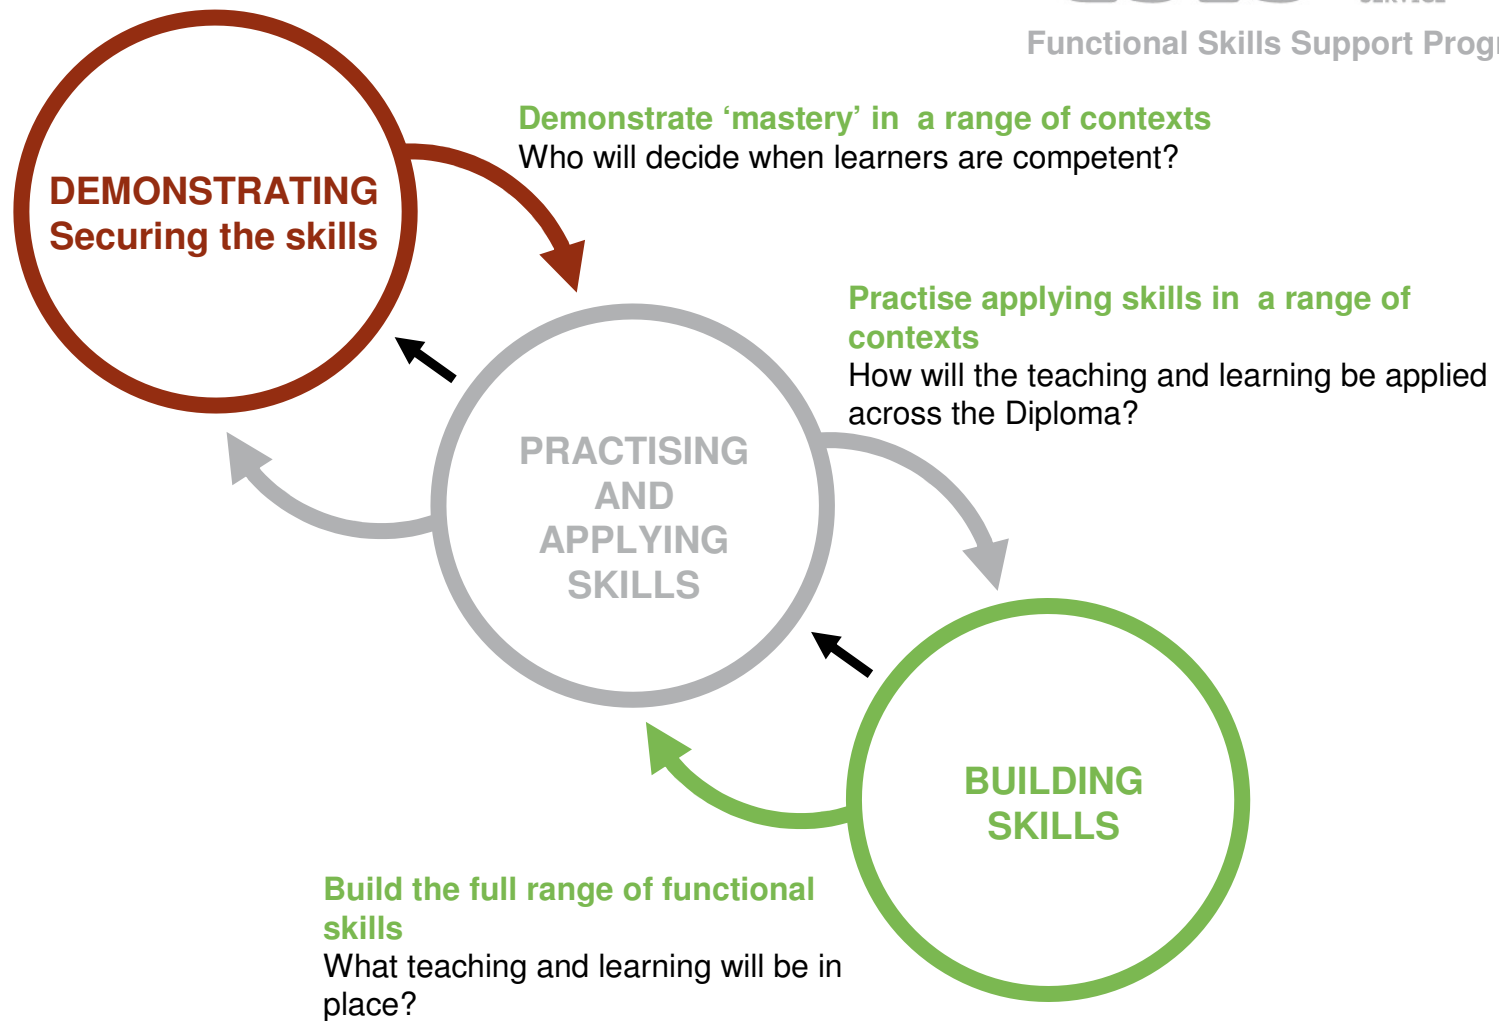 Functional Skills Support
Demonstrate ‘mastery’ in a range of contexts
Who will decide when learners are competent?
DEMONSTRATING
Securing the skills
Practise applying skills in a range of
contexts
How will the teaching and learning be applied
across the Diploma?
PRACTISING
AND
APPLYING
SKILLS
BUILDING
SKILLS
Build the full range of functional
skills
What teaching and learning will be in
place?